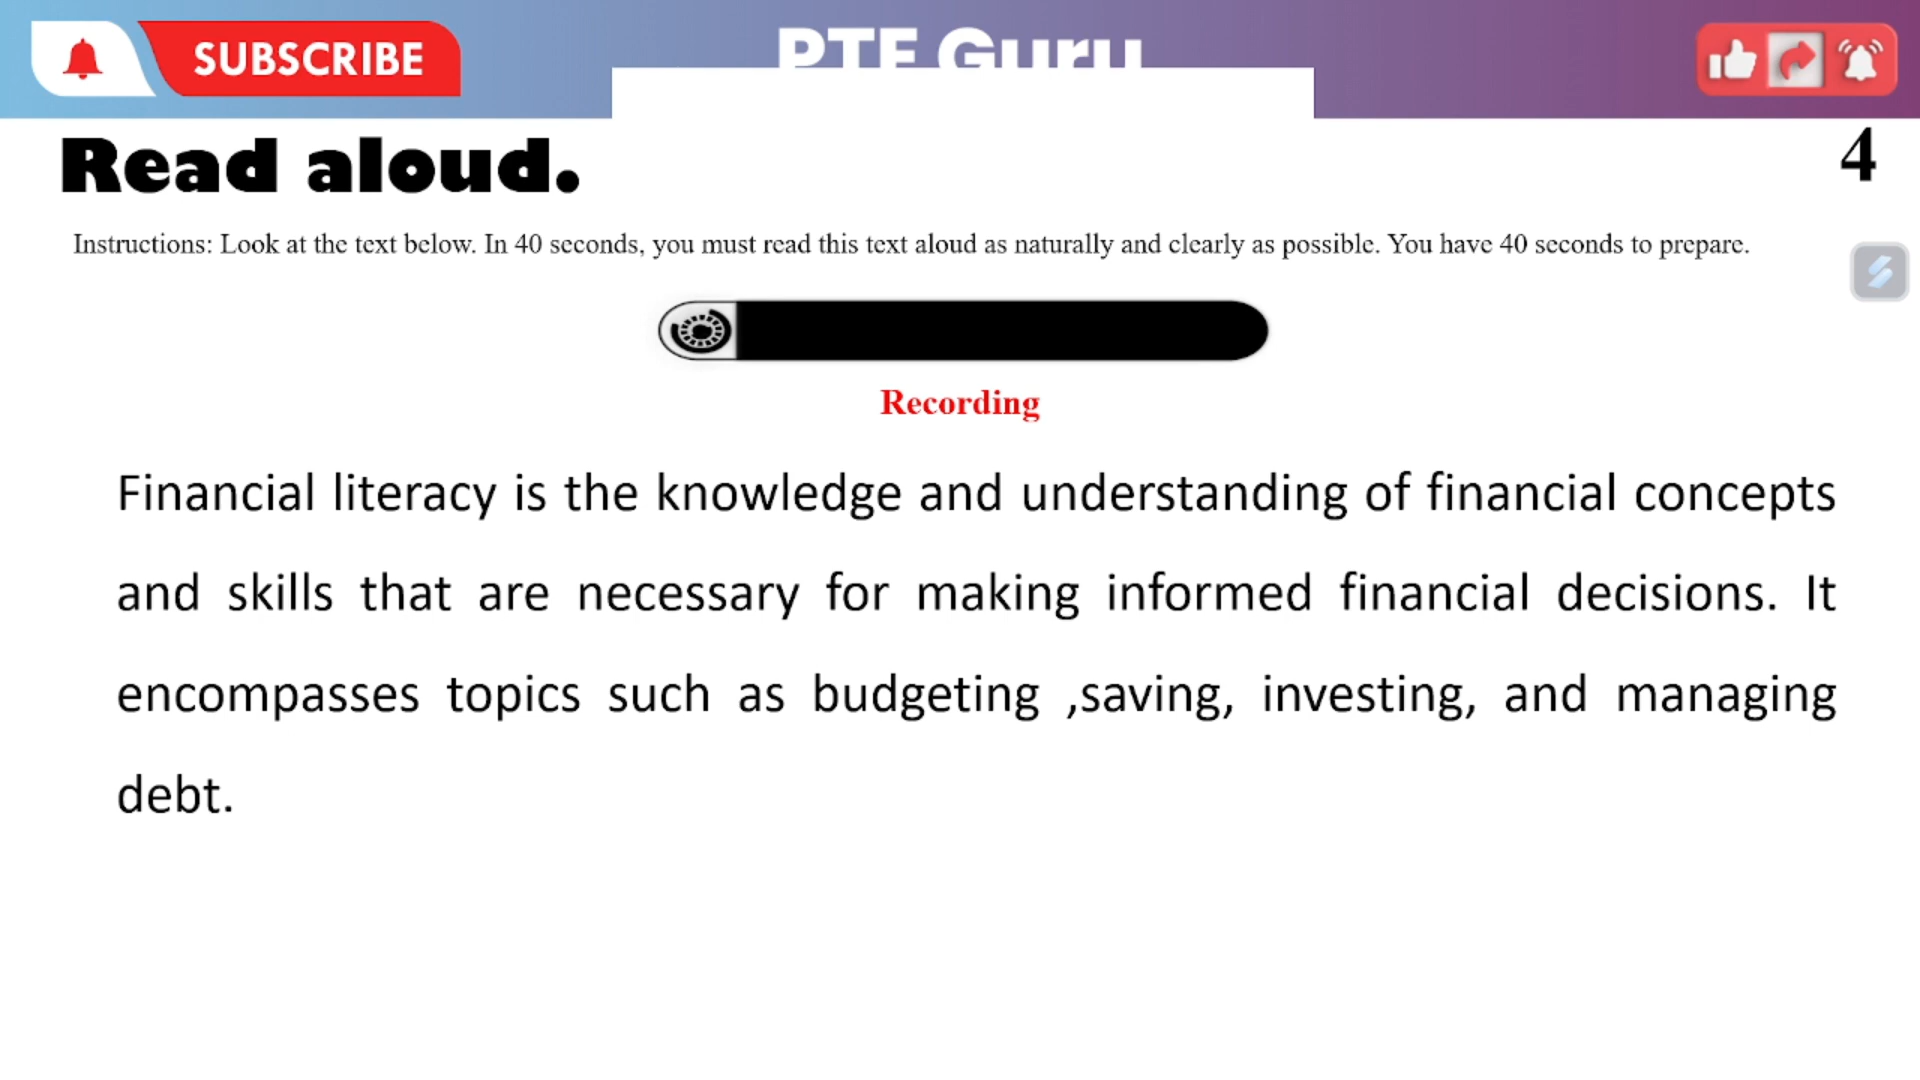 SUBSCRIBE
PTE Guru
Read aloud.
4
Instructions: Look at the text below. In 40 seconds, you must read this text aloud as naturally and clearly as possible. You have 40 seconds to prepare.
Recording
Financial literacy is the knowledge and understanding of financial concepts
and skills that are necessary for making informed financial decisions. It
encompasses topics such as budgeting ,saving, investing, and managing
debt.